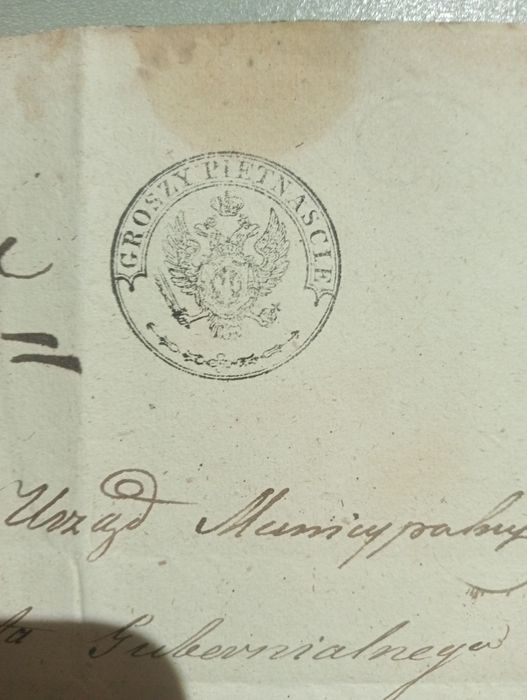 GROSZY PIĘTNAŚCIE
Urząd Municypalny
Gubernialnego